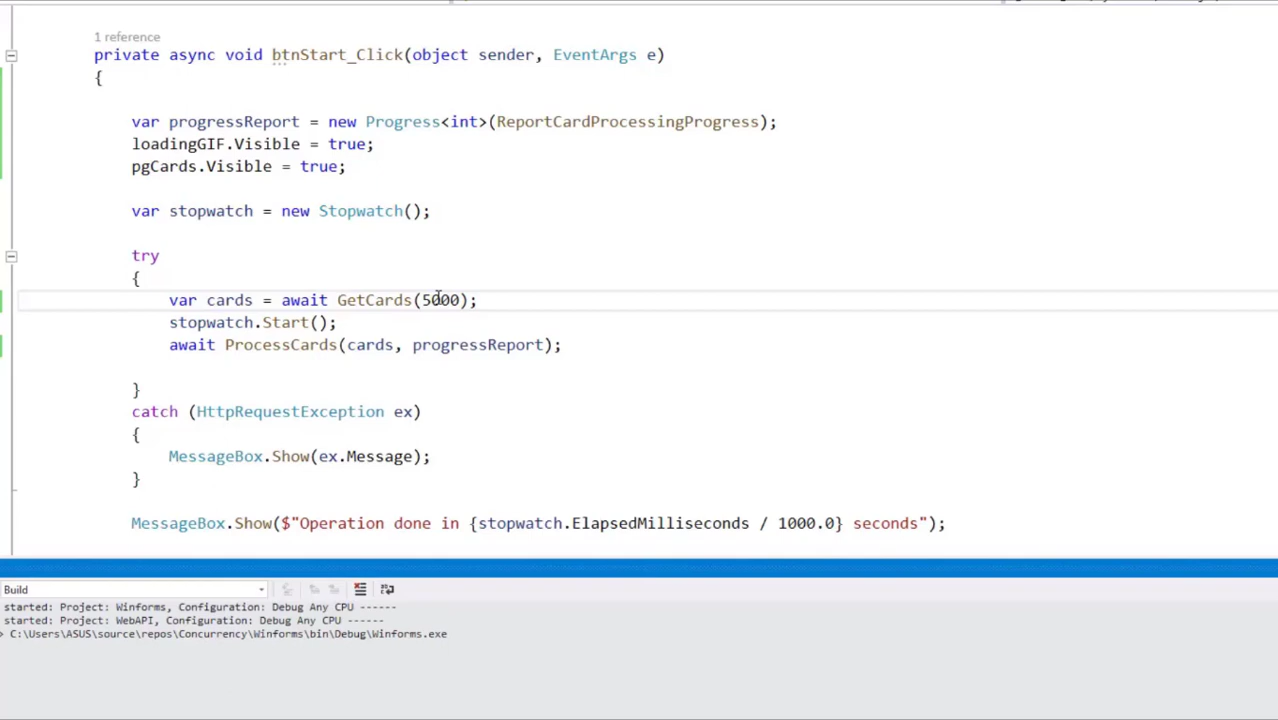 1 reference
private async void btnStart_Click(object sender, EventArgs e)
{
var progressReport = new Progress<int>(ReportCardProcessingProgress);
loadingGIF.Visible = true;
pgCards.Visible = true;
var stopwatch = new Stopwatch();
try
{
var cards = await GetCards(5000);
stopwatch.Start();
await ProcessCards(cards, progressReport);
}
catch (HttpRequestException ex)
{
MessageBox.Show(ex.Message);
}
MessageBox.Show($"Operation done in {stopwatch.ElapsedMilliseconds / 1000.0} seconds");
Build
started: Project: Winforms, Configuration: Debug Any CPU ------
started: Project: WebAPI, Configuration: Debug Any CPU ------
> C:\Users\ASUS\source\repos\Concurrency\Winforms\bin\Debug\Winforms.exe